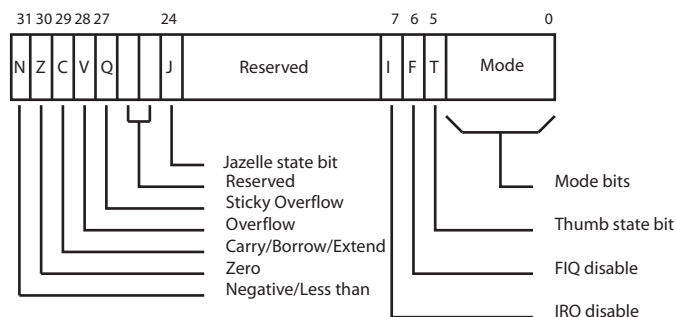 31 30 29 28 27 24 7 6 5 0
N Z C V Q J Reserved I F T Mode
Jazelle state bit
Reserved
Sticky Overflow
Overflow
Carry/Borrow/Extend
Zero
Negative/Less than
Mode bits
Thumb state bit
FIQ disable
IRQ disable